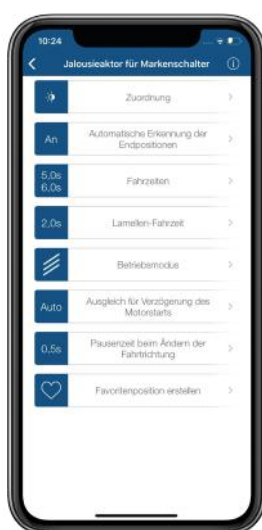 10:24
Jalousieaktor für Markenschalter
Zuordnung
An
Automatische Erkennung der
Endpositionen
5,0s
6,0s
Fahrzeiten
2,0s
Lamellen-Fahrzeit
Betriebsmodus
Auto
Ausgleich für Verzögerung des
Motorstarts
0,5s
Pausenzeit beim Ändern der
Fahrtrichtung
Favoritenposition erstellen